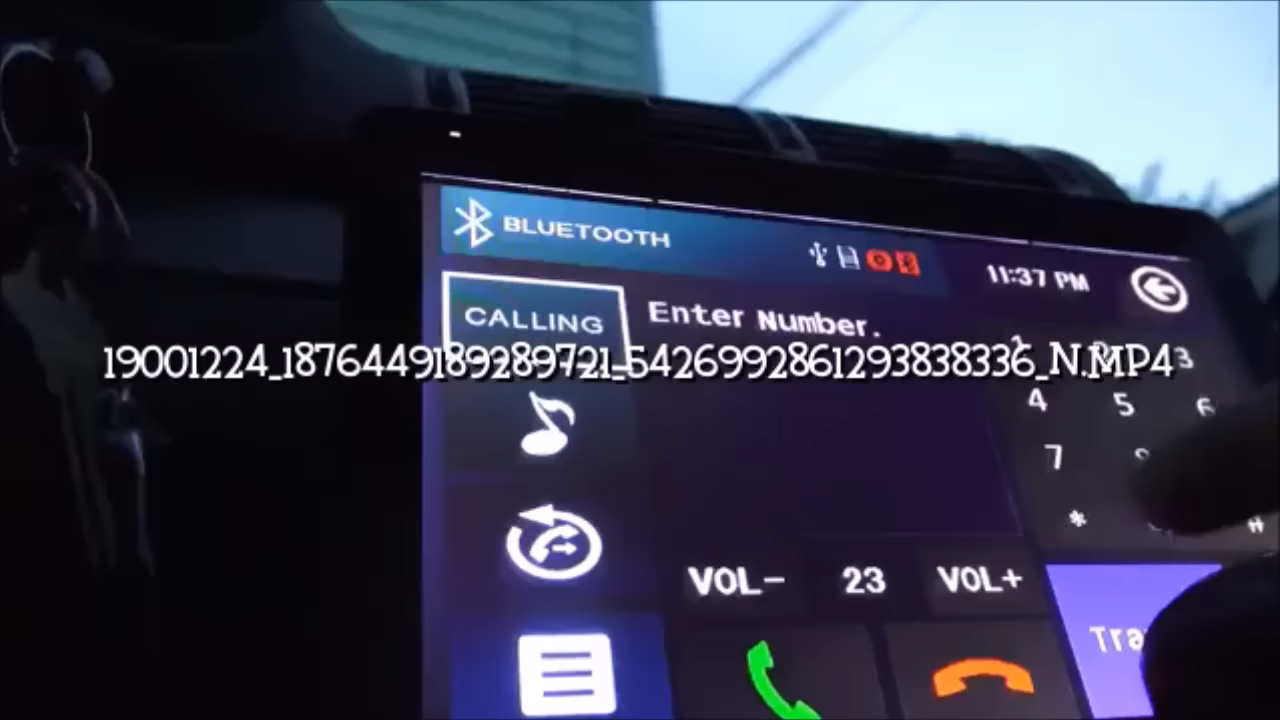 BLUETOOTH
11:37 PM
CALLING
Enter Number.
19001224_1876449189289721_5426992861293838336_N.MP4
3
4 5 6
7
*
#
VOL- 23 VOL+